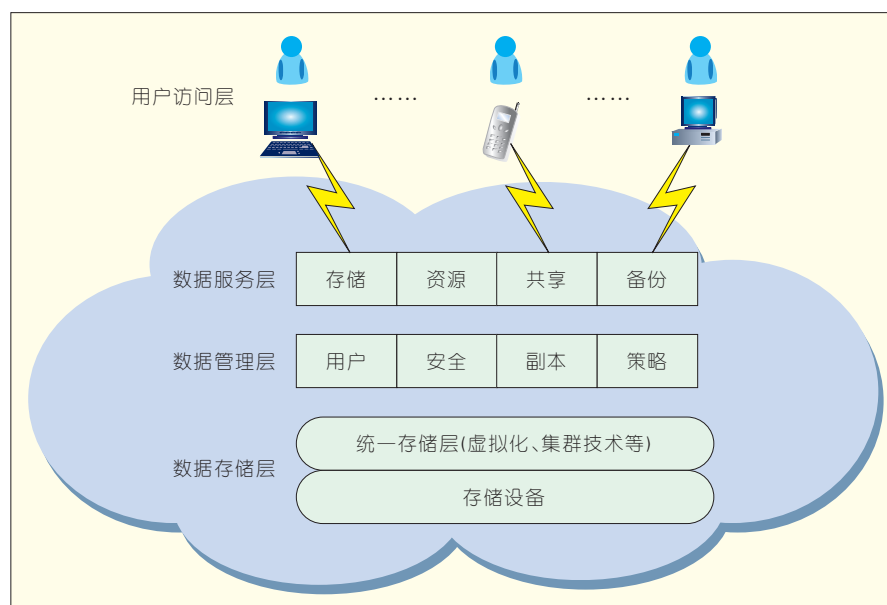 用户访问层 …… ……
数据服务层 存储 资源 共享 备份
数据管理层 用户 安全 副本 策略
统一存储层(虚拟化、集群技术等)
数据存储层
存储设备